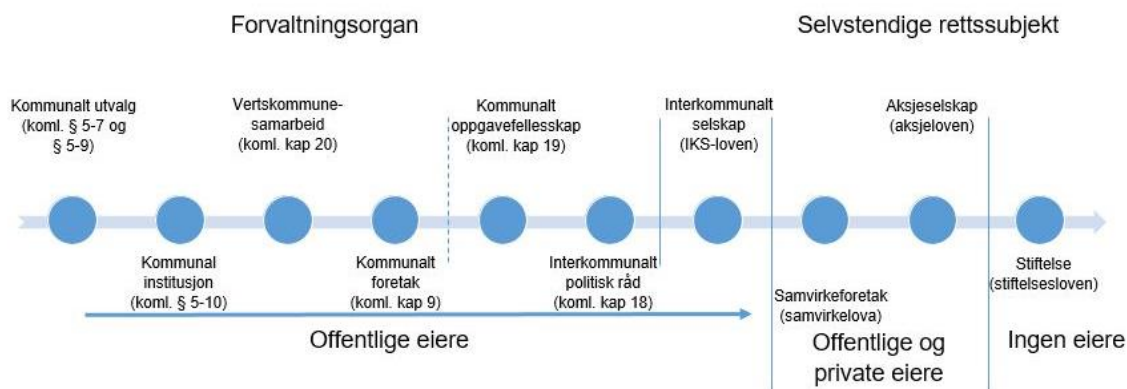 Forvaltningsorgan
Selvstendige rettssubjekt
Kommunalt utvalg
(koml. § 5-7 og
§ 5-9)
Vertskommune-
samarbeid
(koml. kap 20)
Kommunalt
oppgavefellesskap
(koml. kap 19)
Interkommunalt
selskap
(IKS-loven)
Aksjeselskap
(aksjeloven)
Kommunal
institusjon
(koml. § 5-10)
Kommunalt
foretak
(koml. kap 9)
Interkommunalt
politisk råd
(koml. kap 18)
Samvirkeforetak
(samvirkelova)
Stiftelse
(stiftelsesloven)
Offentlige eiere
Offentlige og
private eiere
Ingen eiere